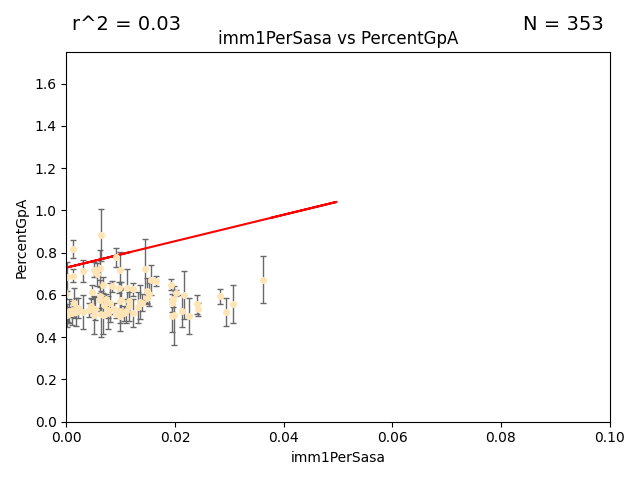 r^2 = 0.03
N = 353
imm1PerSasa vs PercentGpA
1.6
1.4
1.2
1.0
0.8
0.6
0.4
0.2
0.0
PercentGpA
0.00 0.02 0.04 0.06 0.08 0.10
imm1PerSasa